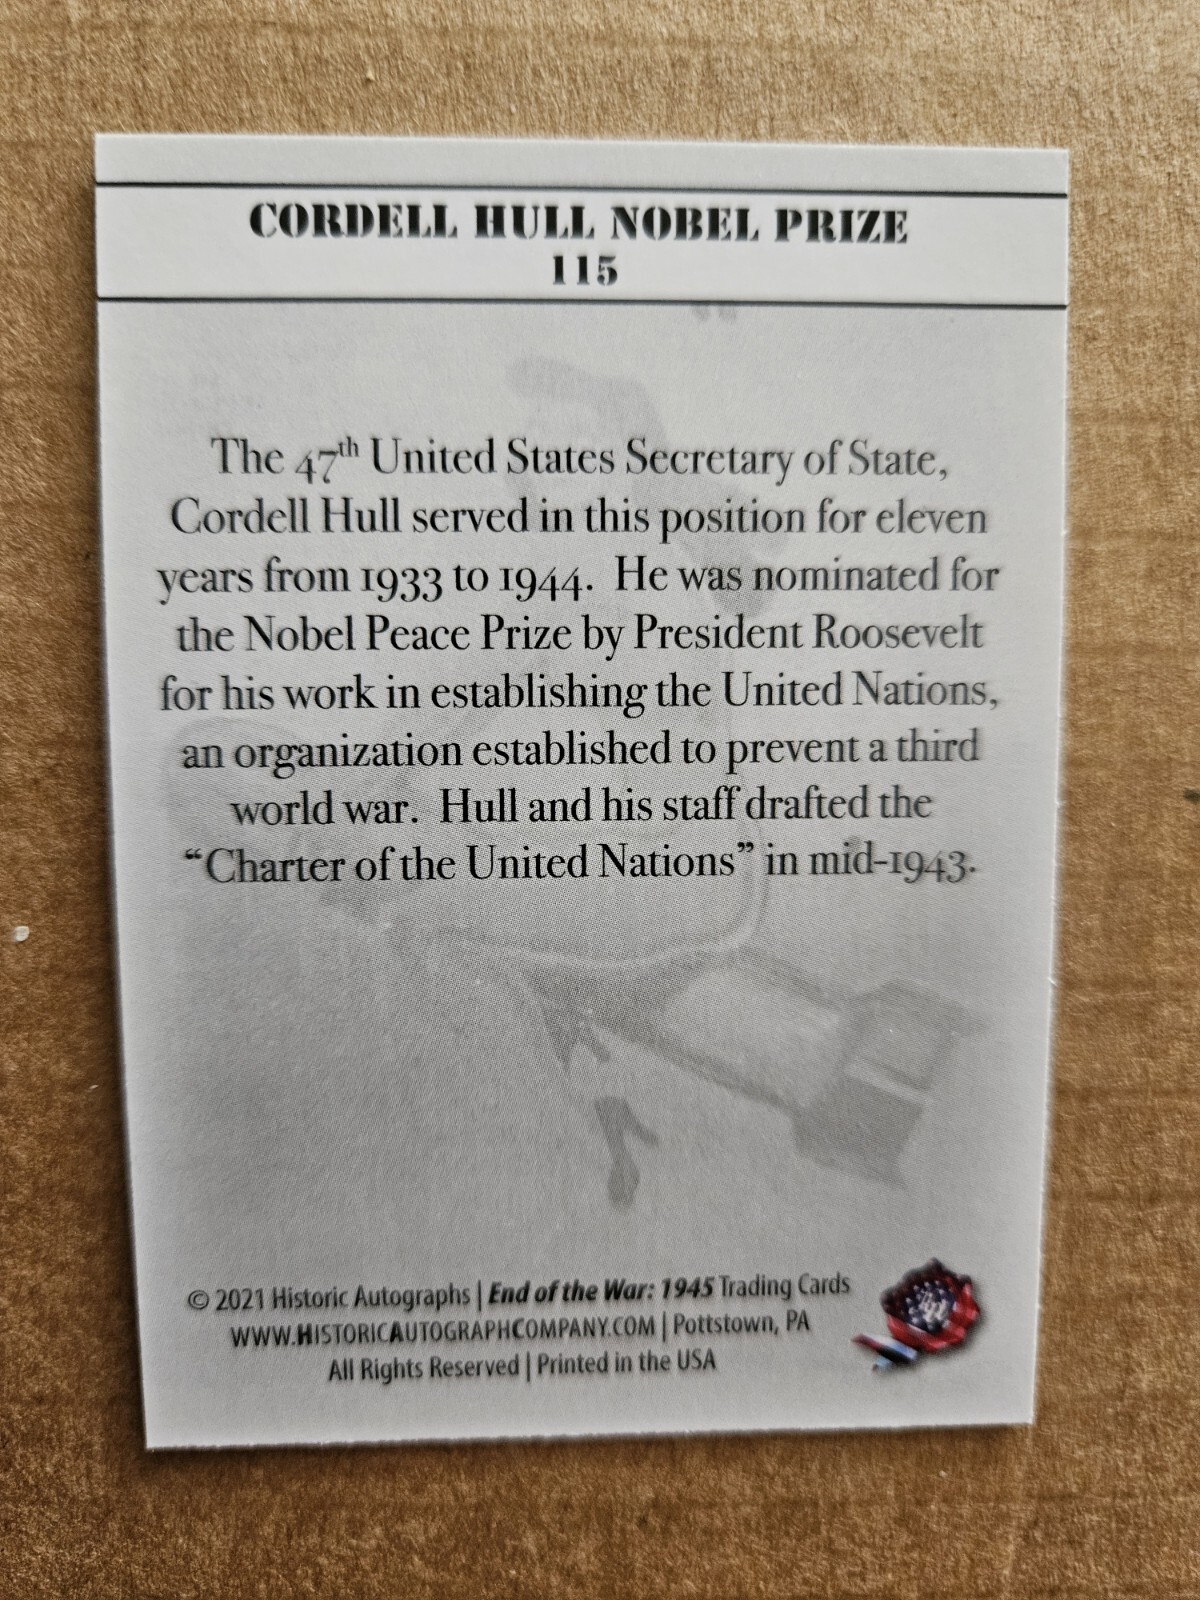 CORDELL HULL NOBEL PRIZE
115
The 47th United States Secretary of State,
Cordell Hull served in this position for eleven
years from 1933 to 1944. He was nominated for
the Nobel Peace Prize by President Roosevelt
for his work in establishing the United Nations,
an organization established to prevent a third
world war. Hull and his staff drafted the
“Charter of the United Nations” in mid-1943.
© 2021 Historic Autographs | End of the War: 1945 Trading Cards
WWW.HISTORICAUTOGRAPHCOMPANY.COM | Pottstown, PA
All Rights Reserved | Printed in the USA